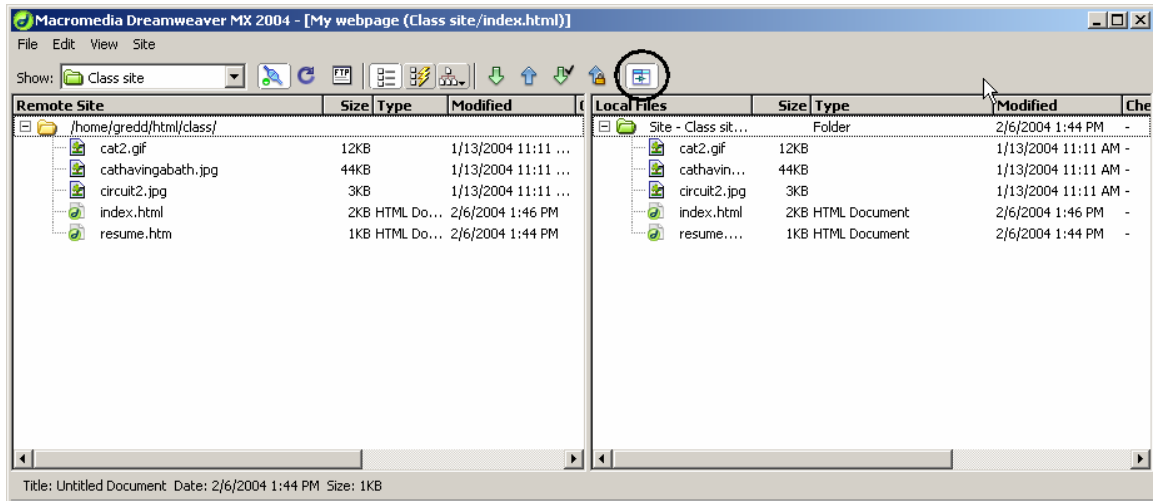 Macromedia Dreamweaver MX 2004 - [My webpage (Class site/index.html)]
File Edit View Site
Show: Class site FTP
Remote Site Size Type Modified
/home/gredd/html/class/
cat2.gif 12KB 1/13/2004 11:11 ...
cathavingabath.jpg 44KB 1/13/2004 11:11 ...
circuit2.jpg 3KB 1/13/2004 11:11 ...
index.html 2KB HTML Do... 2/6/2004 1:46 PM
resume.htm 1KB HTML Do... 2/6/2004 1:44 PM
Local Files Size Type Modified Che
Site - Class sit... Folder 2/6/2004 1:44 PM -
cat2.gif 12KB 1/13/2004 11:11 AM -
cathavin... 44KB 1/13/2004 11:11 AM -
circuit2.jpg 3KB 1/13/2004 11:11 AM -
index.html 2KB HTML Document 2/6/2004 1:46 PM -
resume.... 1KB HTML Document 2/6/2004 1:44 PM -
Title: Untitled Document Date: 2/6/2004 1:44 PM Size: 1KB